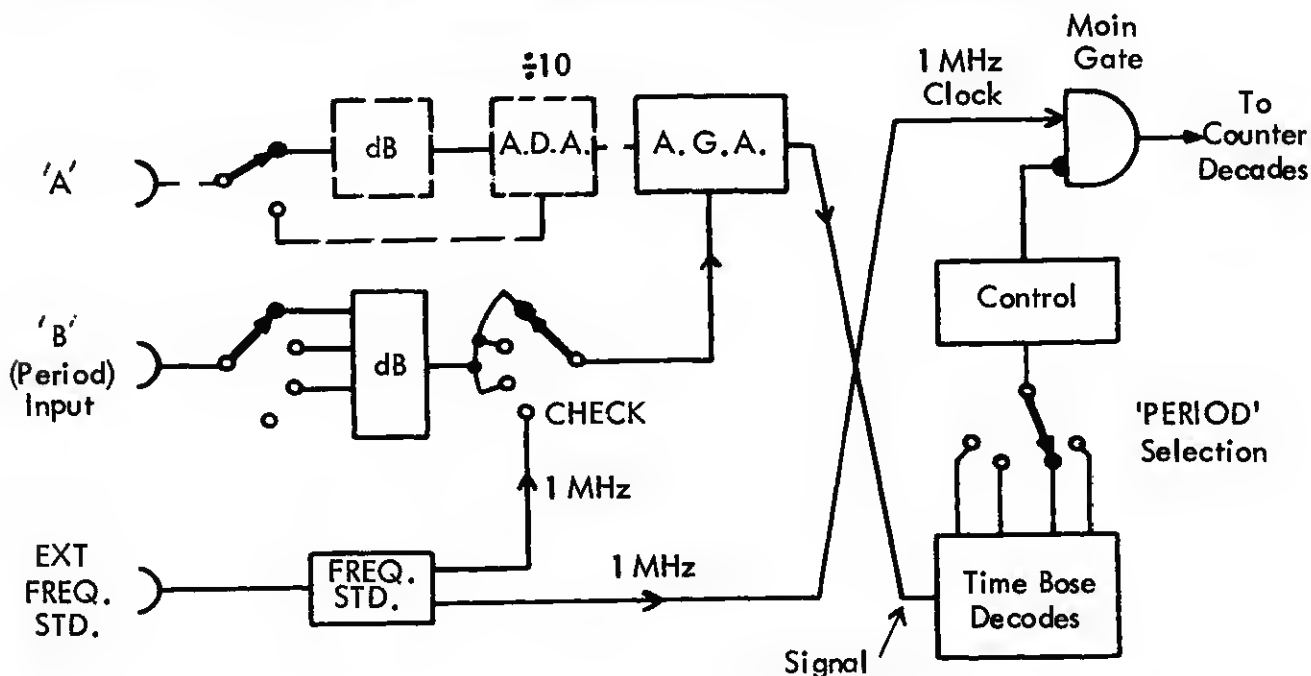 ÷10
'A'
dB
A.D.A.
A. G. A.
1 MHz
Clock
Moin
Gate
To
Counter
Decades
'B'
(Period)
Input
dB
CHECK
1 MHz
Control
'PERIOD'
Selection
EXT
FREQ.
STD.
FREQ.
STD.
1 MHz
Time Bose
Decodes
Signal